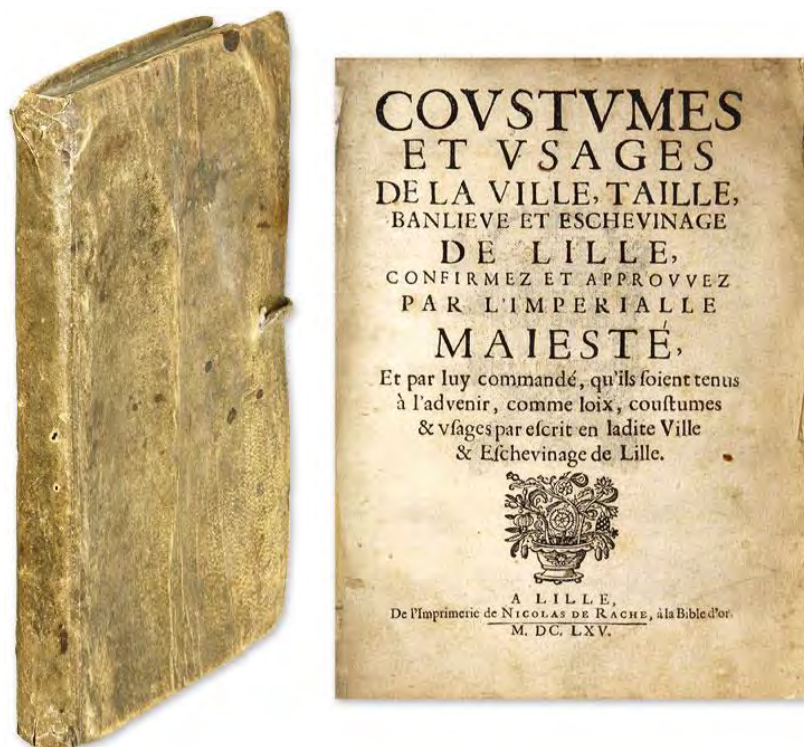 COVSTVMES
ET VSAGES
DE LA VILLE, TAILLE,
BANLIEVE ET ESCHEVINAGE
DE LILLE,
CONFIRMEZ ET APPROVVEZ
PAR L'IMPERIALLE
MAIESTÉ,
Et par luy commandé, qu'ils ſoient tenus
à l'advenir, comme loix, couſtumes
& vſages par eſcrit en ladite Ville
& Eſchevinage de Lille.
A LILLE,
De l'Imprimerie de NICOLAS DE RACHE, à la Bible d'or.
M. DC. LXV.